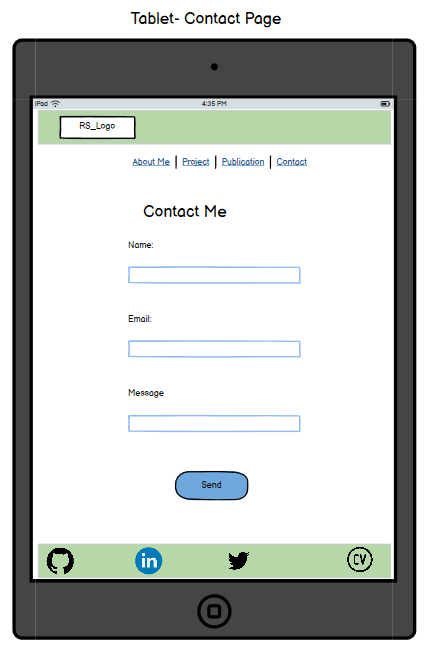 Tablet- Contact Page
iPad 4:35 PM
RS_Logo
About Me | Project | Publication | Contact
Contact Me
Name:
Email:
Message
Send
in CV